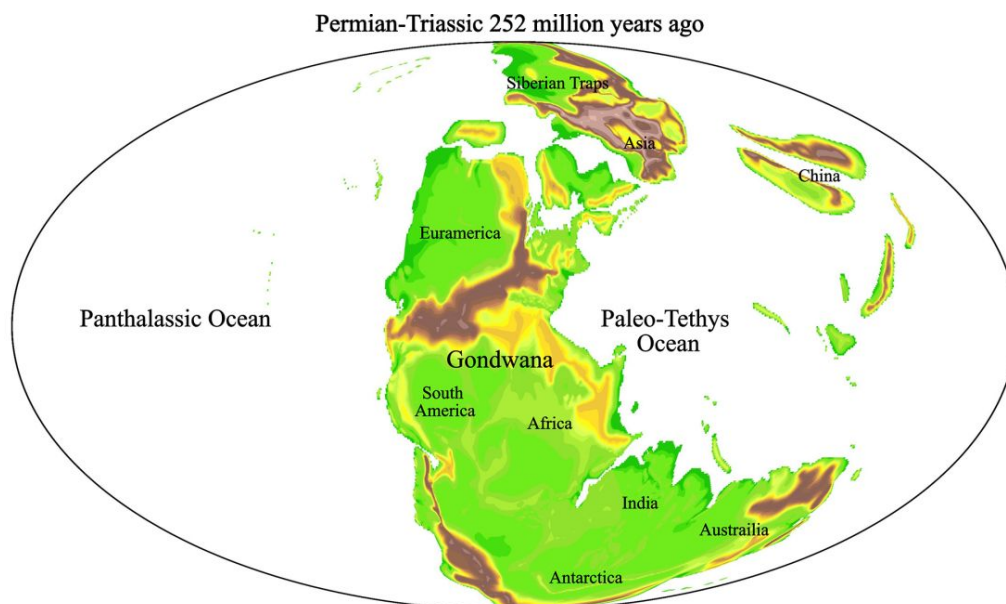 Permian-Triassic 252 million years ago
Siberian Traps
Asia
China
Euramerica
Panthalassic Ocean
Paleo-Tethys
Ocean
Gondwana
South
America
Africa
India
Austrailia
Antarctica